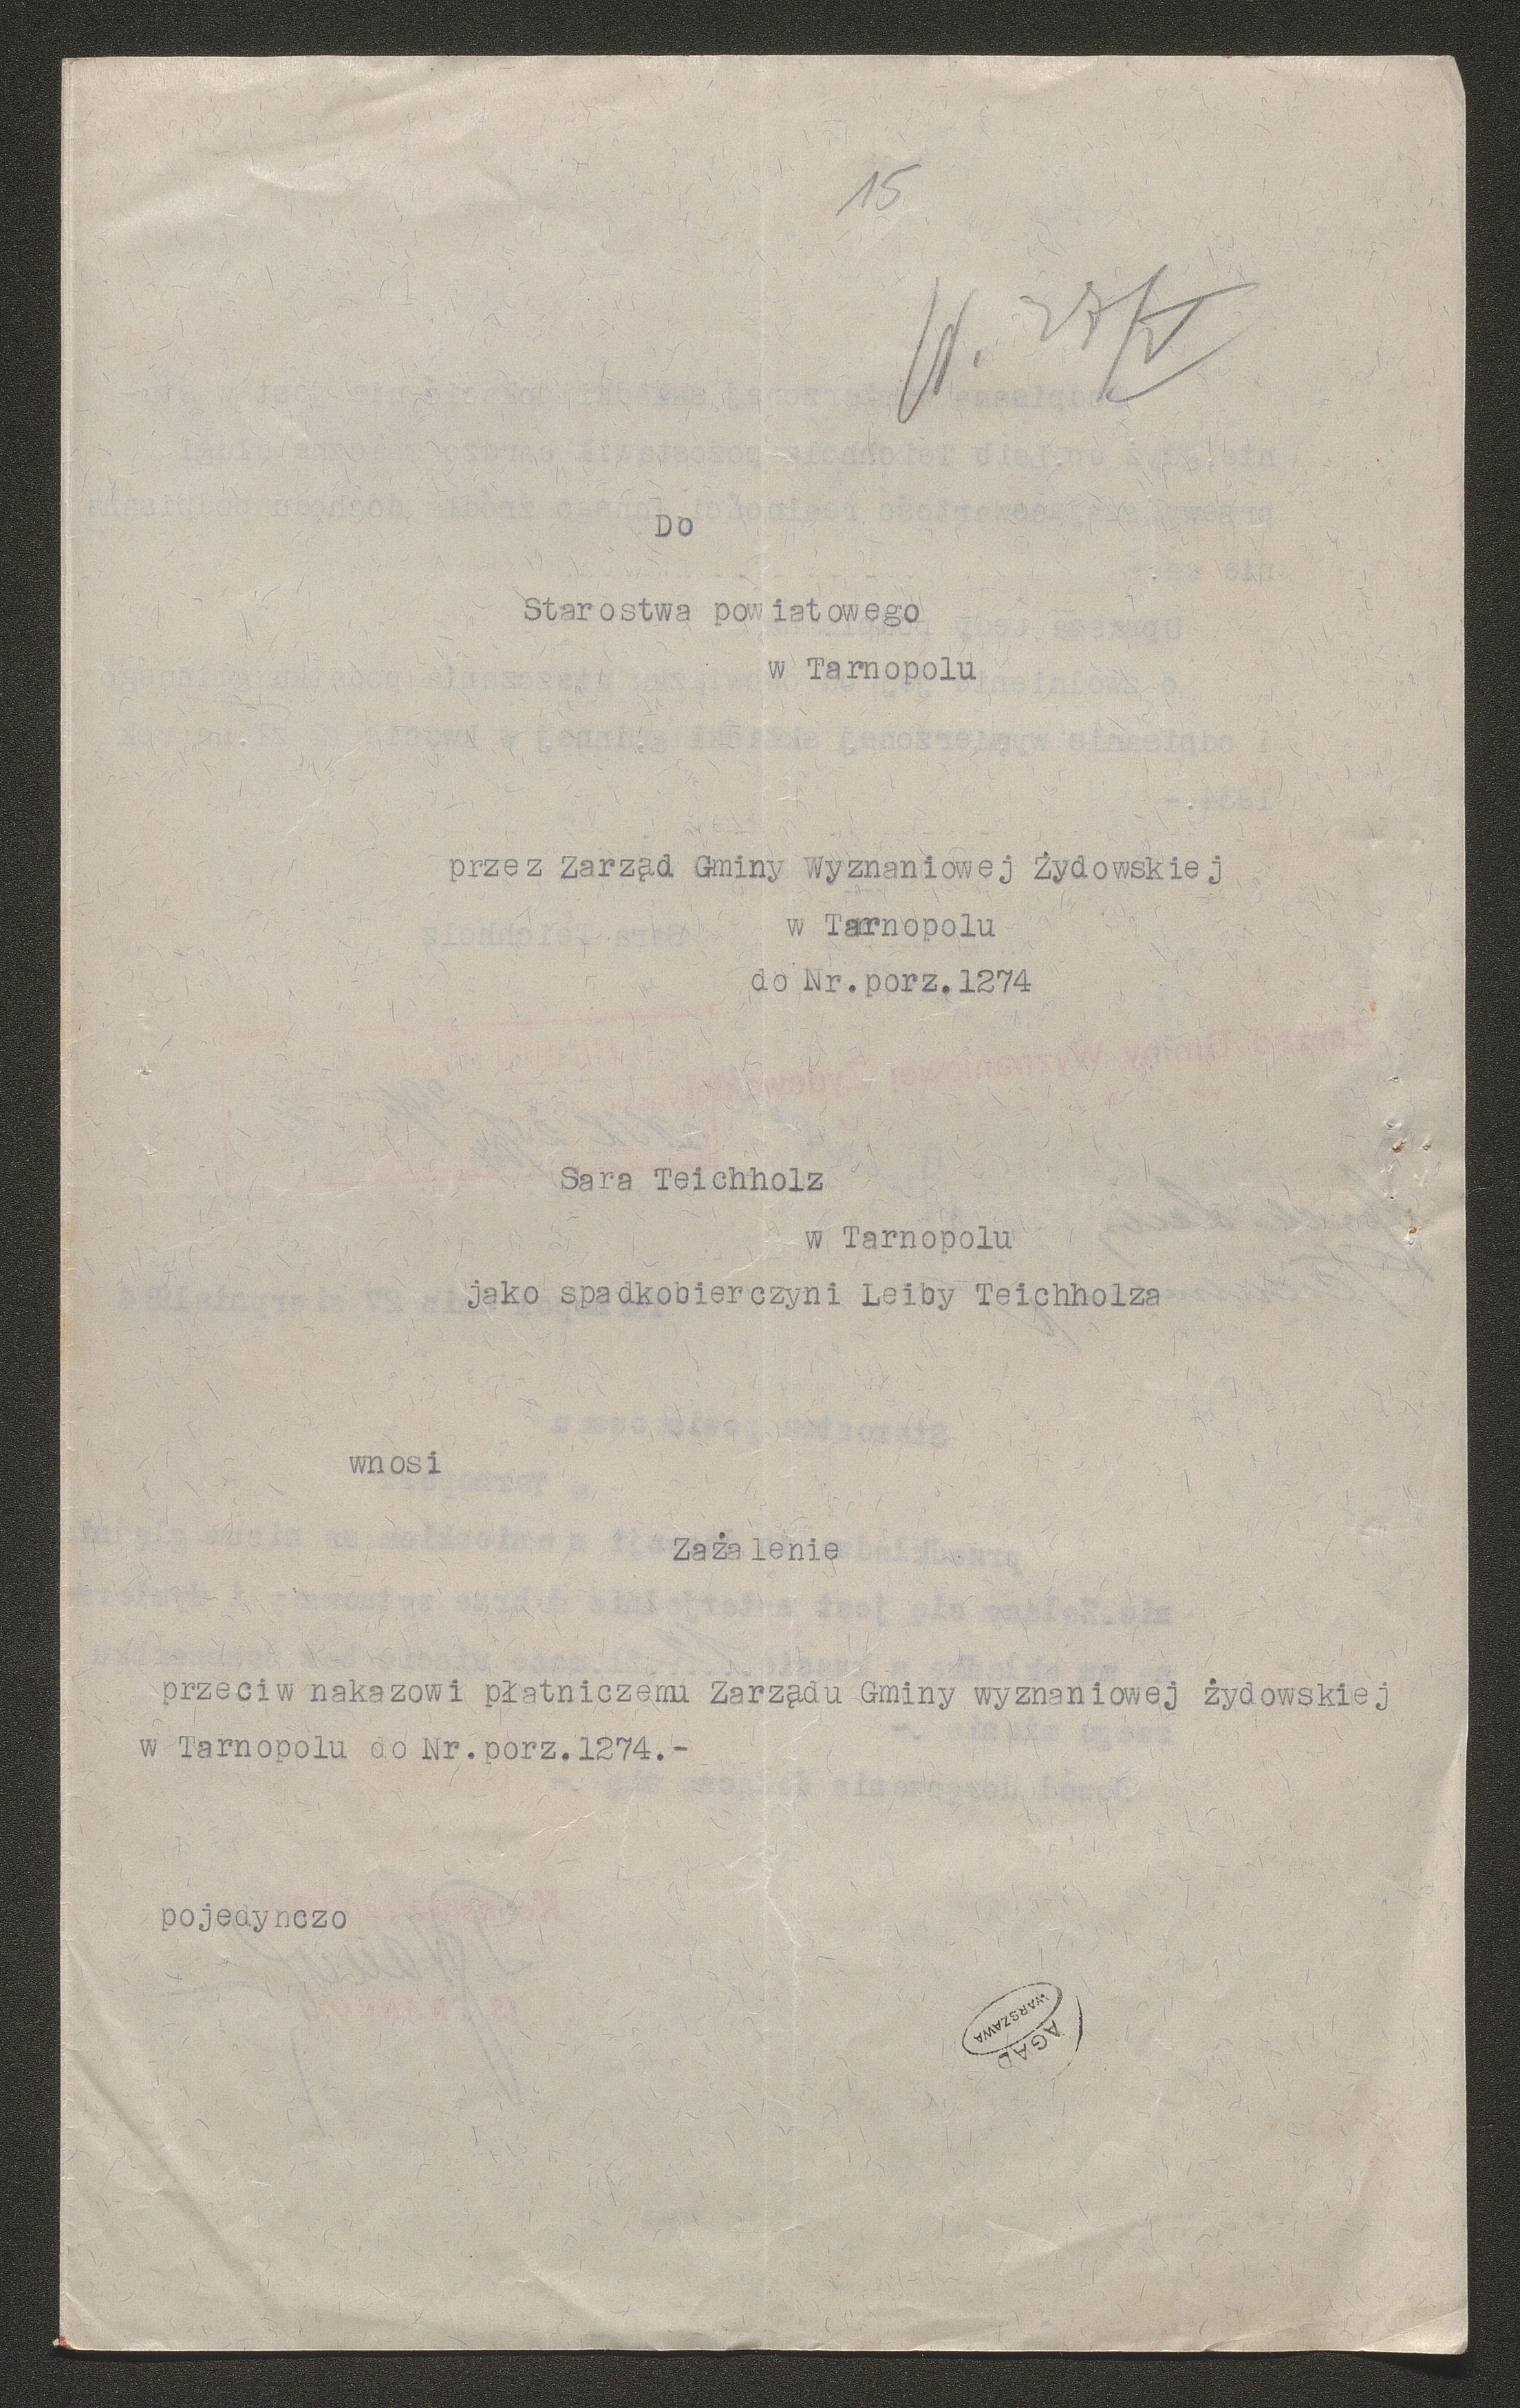 15
Do
Starostwa powiatowego
w Tarnopolu
przez Zarząd Gminy Wyznaniowej Żydowskiej
w Tarnopolu
do Nr.porz.1274
Sara Teichholz
w Tarnopolu
jako spadkobierczyni Leiby Teichholza
wnosi
Zażalenie
przeciw nakazowi płatniczemu Zarządu Gminy wyznaniowej żydowskiej
w Tarnopolu do Nr.porz.1274.-
pojedynczo
AGAD
WARSZAWA